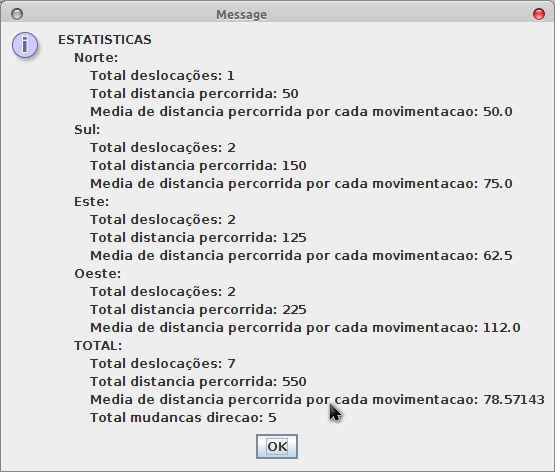 Message
ESTATISTICAS
Norte:
Total deslocações: 1
Total distancia percorrida: 50
Media de distancia percorrida por cada movimentacao: 50.0
Sul:
Total deslocações: 2
Total distancia percorrida: 150
Media de distancia percorrida por cada movimentacao: 75.0
Este:
Total deslocações: 2
Total distancia percorrida: 125
Media de distancia percorrida por cada movimentacao: 62.5
Oeste:
Total deslocações: 2
Total distancia percorrida: 225
Media de distancia percorrida por cada movimentacao: 112.0
TOTAL:
Total deslocações: 7
Total distancia percorrida: 550
Media de distancia percorrida por cada movimentacao: 78.57143
Total mudancas direcao: 5
OK